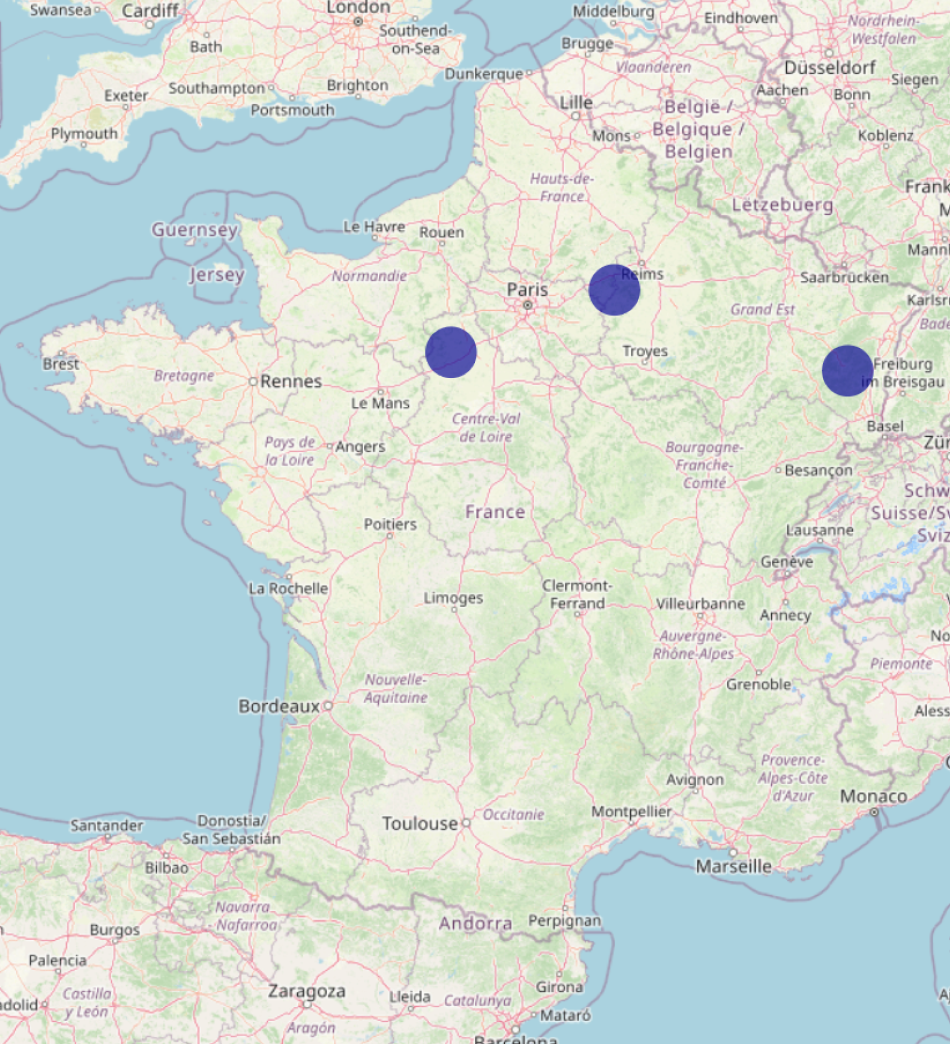 Swansea
Cardiff
London
Middelburg
Eindhoven
Nordrhein-
Westfalen
Bath
Southend-
on-Sea
Brugge
Vlaanderen
Düsseldorf
Dunkerque
Siegen
Exeter
Southampton
Brighton
Portsmouth
Lille
Aachen
Bonn
België /
Belgique /
Belgien
Plymouth
Mons
Koblenz
Hauts-de-
France
Frank
M
Lëtzebuerg
Guernsey
Le Havre
Rouen
Mannh
Jersey
Normandie
Paris
Reims
Saarbrücken
Karlsru
Grand Est
Bade
Brest
Bretagne
Rennes
Troyes
Freiburg
im Breisgau
Le Mans
Centre-Val
de Loire
Basel
Pays de
la Loire
Angers
Bourgogne-
Franche-
Comté
Zür
Besançon
France
Schw
Suisse/Sv
Sviz
Poitiers
Lausanne
Genève
La Rochelle
Limoges
Clermont-
Ferrand
Villeurbanne
Annecy
Auvergne-
Rhône-Alpes
No
Piemonte
Nouvelle-
Aquitaine
Grenoble
Bordeaux
Aless
Provence-
Alpes-Côte
d'Azur
Avignon
Monaco
Santander
Donostia/
San Sebastián
Toulouse
Occitanie
Montpellier
Marseille
Bilbao
Navarra
-
Nafarroa
Andorra
Perpignan
Burgos
Palencia
Girona
adolid
Castilla
y León
Zaragoza
Lleida
Catalunya
Mataró
Aragón
Barcelona